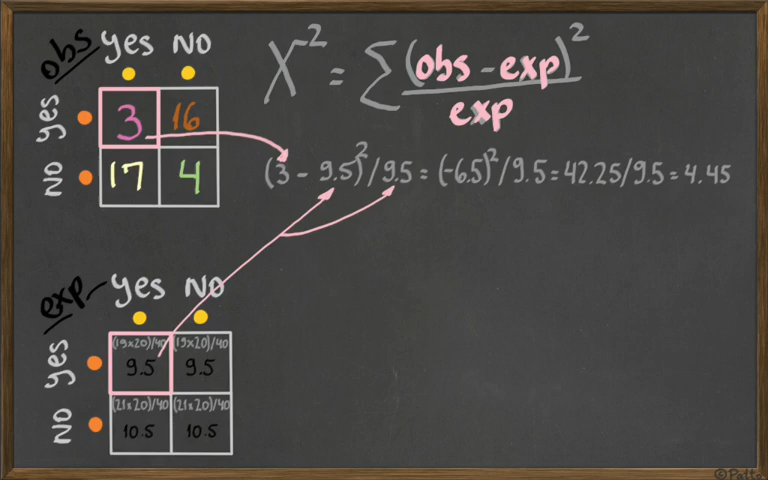 obs Yes No
X² = Σ (obs - exp)² / exp
Yes 3 16
No 17 4
(3 - 9.5)²/9.5 = (-6.5)²/9.5 = 42.25/9.5 = 4.45
exp Yes No
(19x20)/40 (19x20)/40
Yes 9.5 9.5
(21x20)/40 (21x20)/40
No 10.5 10.5